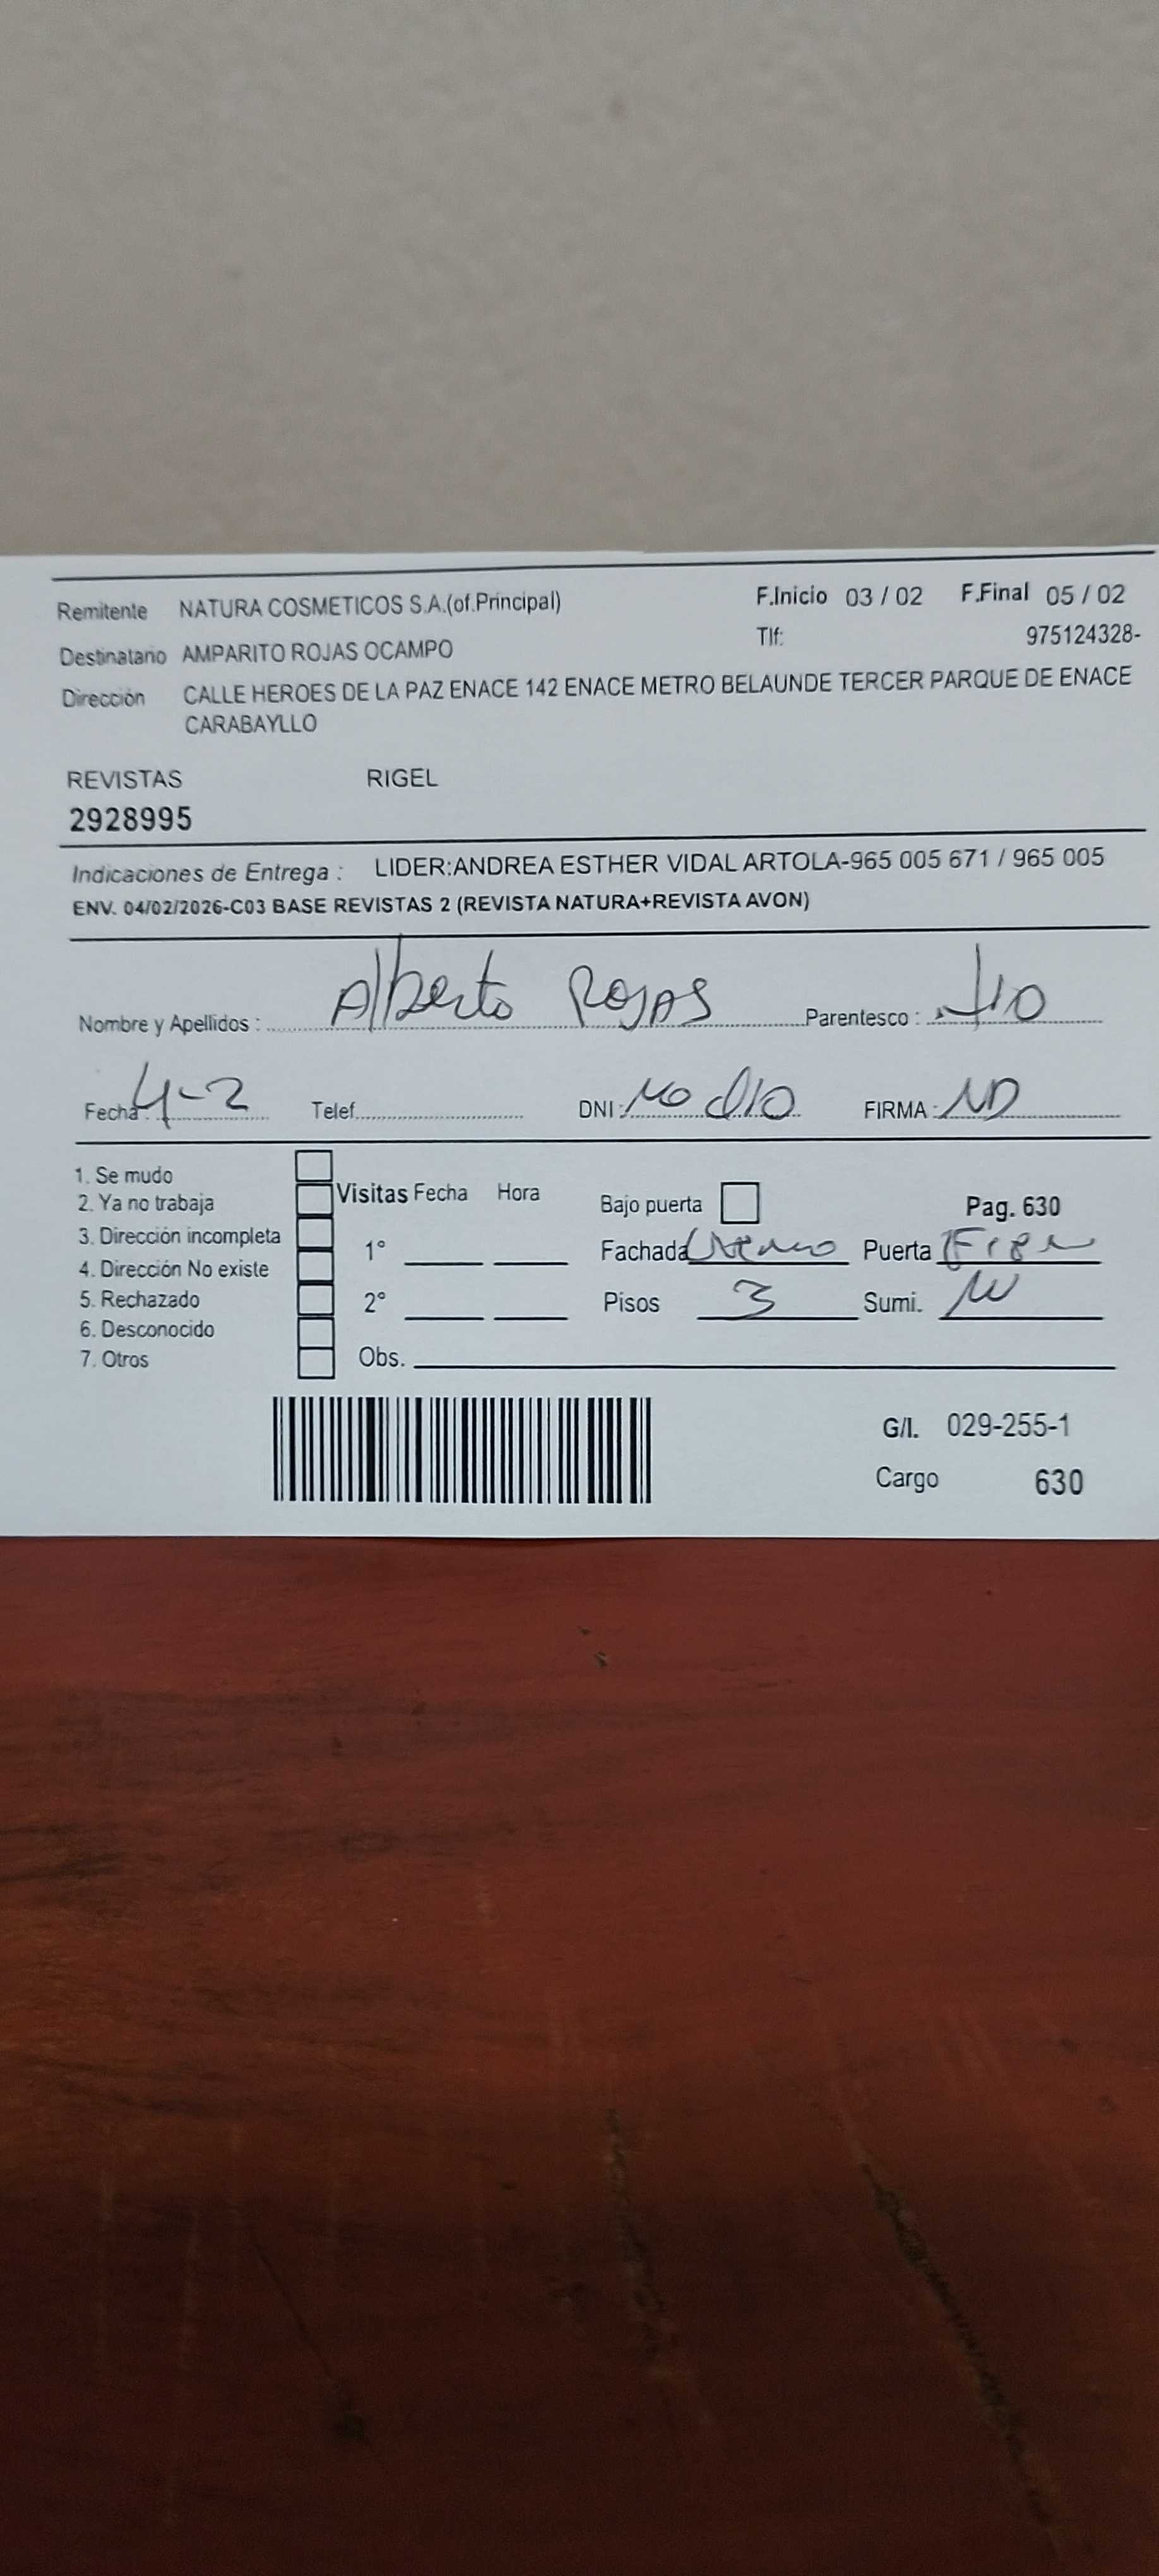 Remitente NATURA COSMETICOS S.A.(of.Principal) F.Inicio 03 / 02 F.Final 05 / 02
Tlf: 975124328-
Destinatario AMPARITO ROJAS OCAMPO
Dirección CALLE HEROES DE LA PAZ ENACE 142 ENACE METRO BELAUNDE TERCER PARQUE DE ENACE
CARABAYLLO
REVISTAS RIGEL
2928995
Indicaciones de Entrega : LIDER:ANDREA ESTHER VIDAL ARTOLA-965 005 671 / 965 005
ENV. 04/02/2026-C03 BASE REVISTAS 2 (REVISTA NATURA+REVISTA AVON)
Nombre y Apellidos : Alberto Rojas Parentesco : tio
Fecha : 4-2 Telef. DNI : No dio FIRMA : ND
1. Se mudo
2. Ya no trabaja
3. Dirección incompleta
4. Dirección No existe
5. Rechazado
6. Desconocido
7. Otros
Visitas Fecha Hora
1°
2°
Obs.
Bajo puerta Pag. 630
Fachada Puerta
Pisos 3 Sumi.
G/I. 029-255-1
Cargo 630